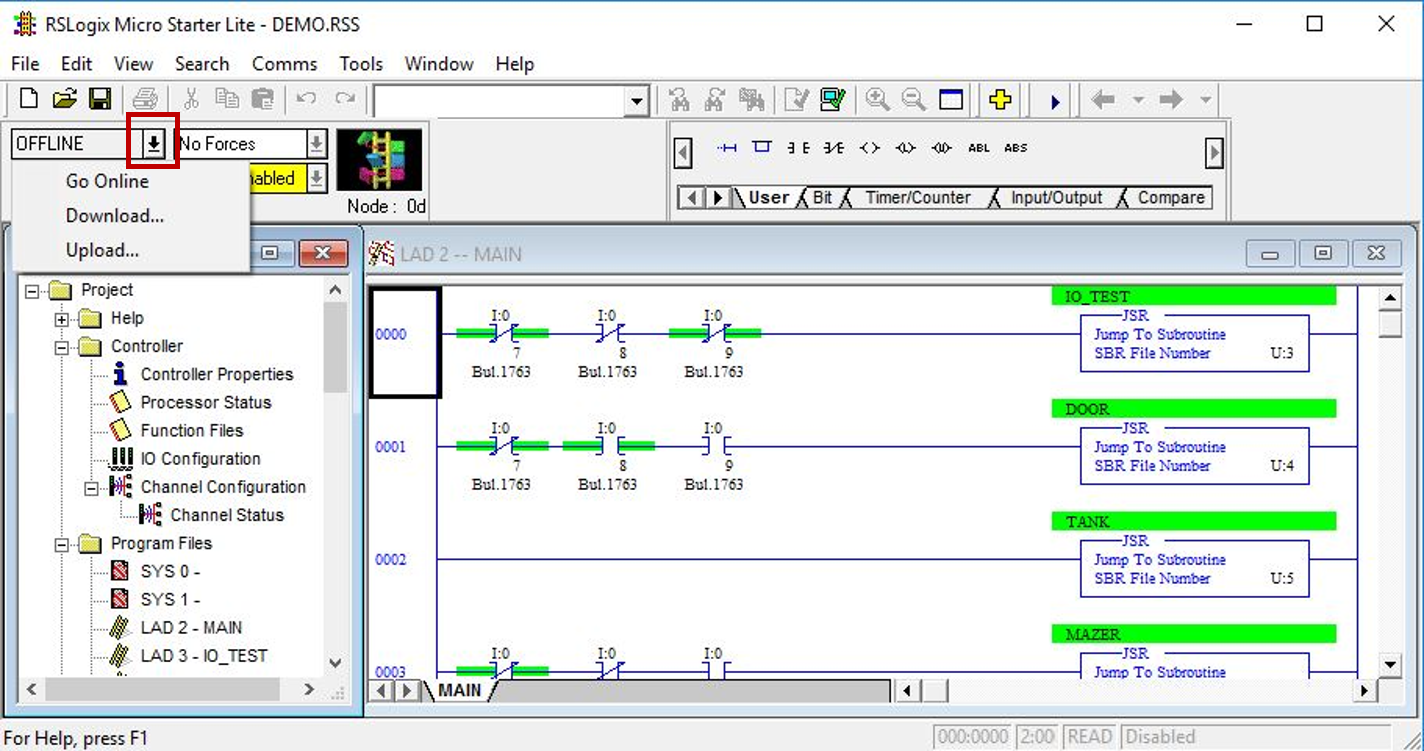 RSLogix Micro Starter Lite - DEMO.RSS
File Edit View Search Comms Tools Window Help
OFFLINE No Forces
Go Online
Download...
Upload...
abled
Node : 0d
ABL ABS
User Bit Timer/Counter Input/Output Compare
LAD 2 -- MAIN
Project
Help
Controller
Controller Properties
Processor Status
Function Files
IO Configuration
Channel Configuration
Channel Status
Program Files
SYS 0 -
SYS 1 -
LAD 2 - MAIN
LAD 3 - IO_TEST
IO_TEST
0000
I:0 I:0 I:0
7 8 9
Bul.1763 Bul.1763 Bul.1763
JSR
Jump To Subroutine
SBR File Number U:3
DOOR
0001
I:0 I:0 I:0
7 8 9
Bul.1763 Bul.1763 Bul.1763
JSR
Jump To Subroutine
SBR File Number U:4
TANK
0002
JSR
Jump To Subroutine
SBR File Number U:5
MAZER
0003
I:0 I:0 I:0
JSR
Jump To Subroutine
MAIN
For Help, press F1
000:0000 2:00 READ Disabled